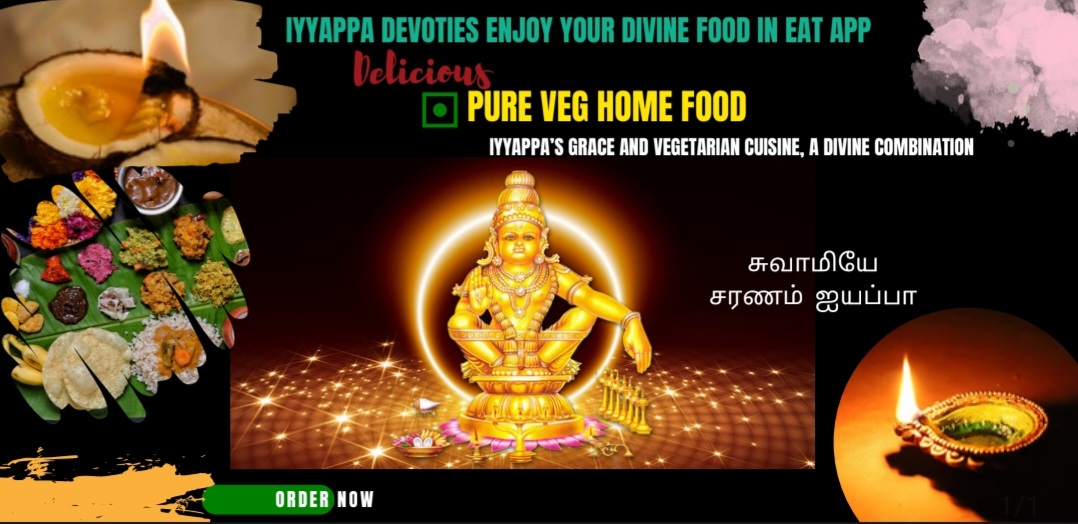 IYYAPPA DEVOTIES ENJOY YOUR DIVINE FOOD IN EAT APP
Delicious
PURE VEG HOME FOOD
IYYAPPA'S GRACE AND VEGETARIAN CUISINE, A DIVINE COMBINATION
சுவாமியே
சரணம் ஐயப்பா
ORDER NOW
1/1